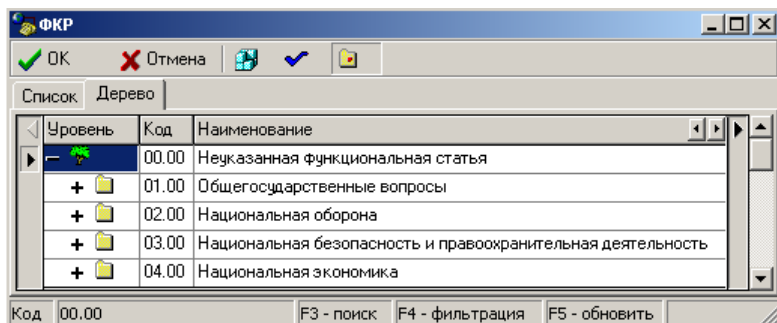 ФКР
OK Отмена
Список Дерево
Уровень Код Наименование
00.00 Неуказанная функциональная статья
01.00 Общегосударственные вопросы
02.00 Национальная оборона
03.00 Национальная безопасность и правоохранительная деятельность
04.00 Национальная экономика
Код 00.00 F3 - поиск F4 - фильтрация F5 - обновить